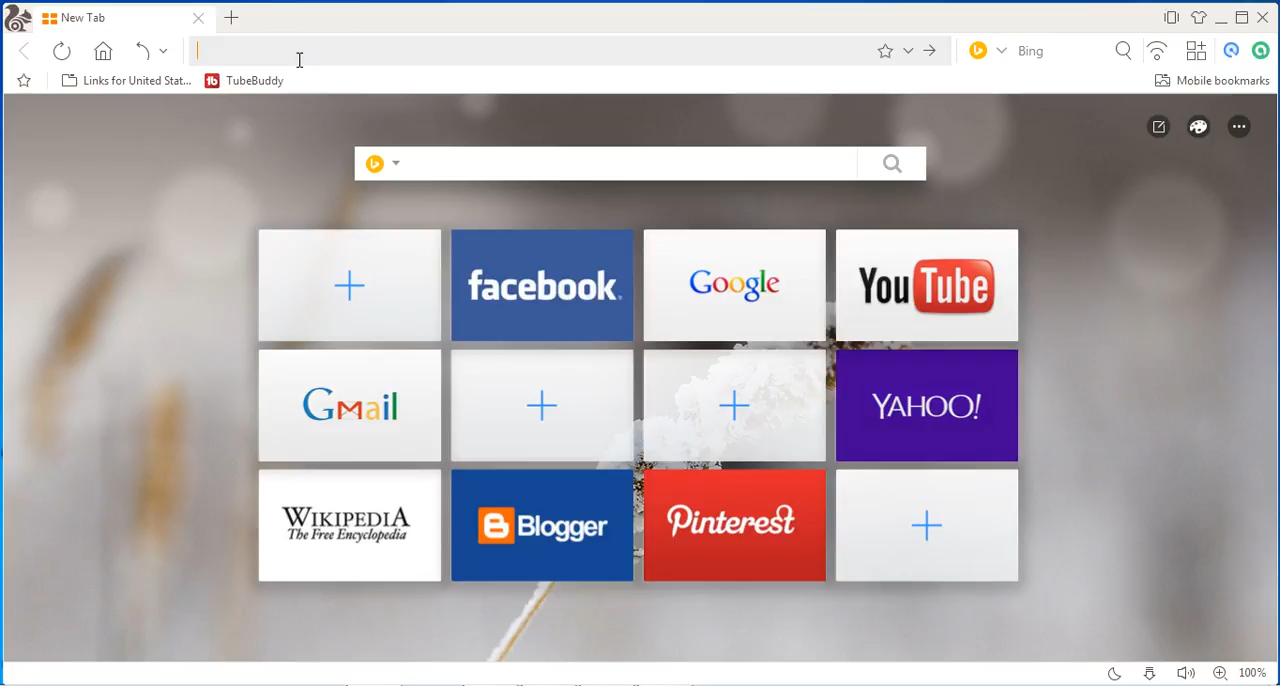 New Tab
Bing
Links for United Stat...
TubeBuddy
Mobile bookmarks
facebook.
Google
YouTube
Gmail
YAHOO!
WIKIPEDIA
The Free Encyclopedia
Blogger
Pinterest
100%